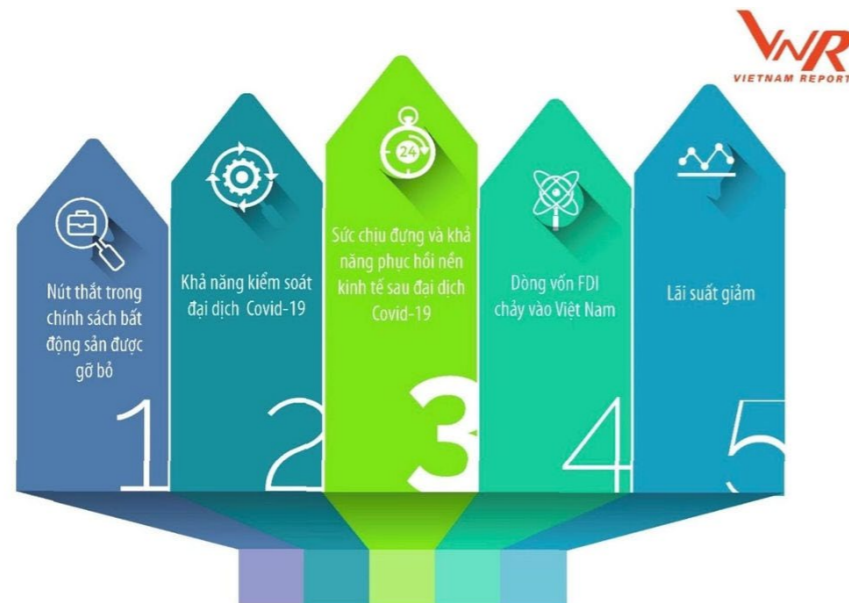 VNR
VIETNAM REPORT
Nút thắt trong
chính sách bất
động sản được
gỡ bỏ
1
Khả năng kiểm soát
đại dịch Covid-19
2
24
Sức chịu đựng và khả
năng phục hồi nền
kinh tế sau đại dịch
Covid-19
3
Dòng vốn FDI
chảy vào Việt Nam
4
Lãi suất giảm
5